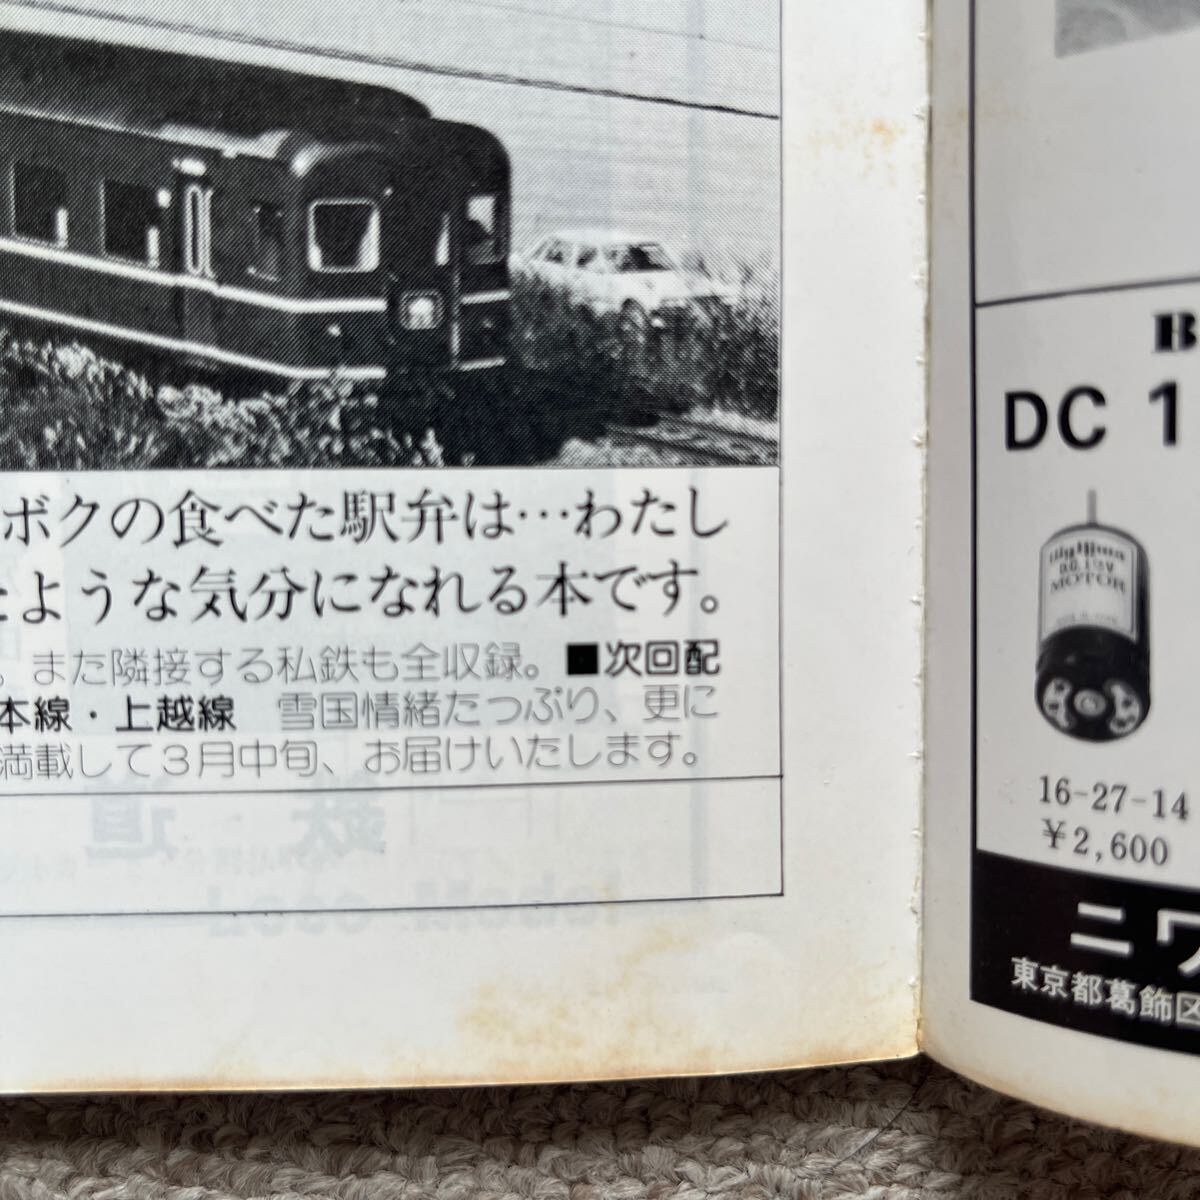 ボクの食べた駅弁は…わたし
たような気分になれる本です。
。また隣接する私鉄も全収録。■次回配
本線・上越線 雪国情緒たっぷり、更に
満載して3月中旬、お届けいたします。
B
DC 1
D.C.12V
MOTOR
16-27-14
￥2,600
ニワ
東京都葛飾区